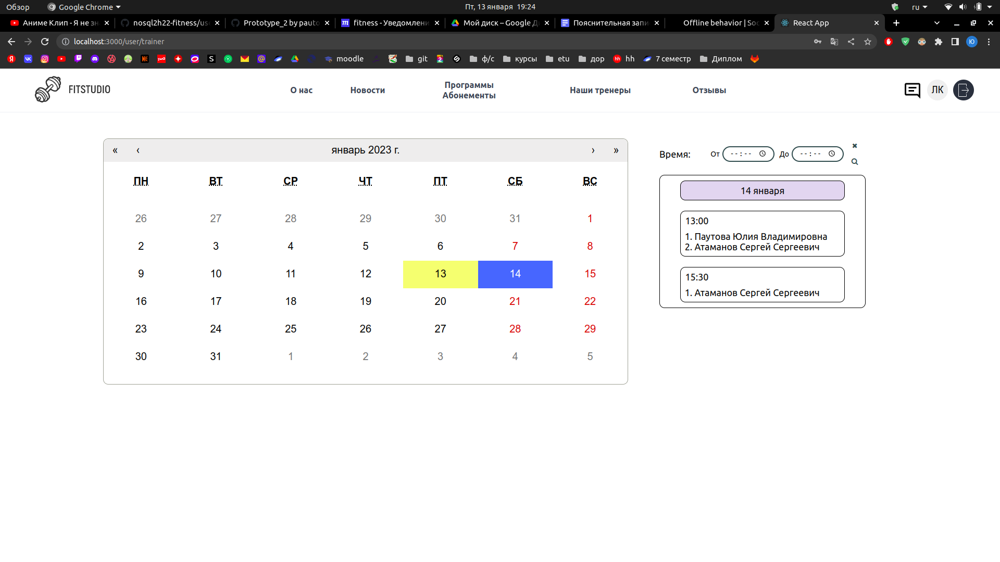 Обзор
Google Chrome
Пт, 13 января 19:24
ru
Аниме Клип - Я не зн
nosql2h22-fitness/use
Prototype_2 by pauto
fitness - Уведомлени
Мой диск – Google Д
Пояснительная запи
Offline behavior | Soc
React App
localhost:3000/user/trainer
Ю
moodle
git
ф/с
курсы
etu
дор
hh
7 семестр
Диплом
FITSTUDIO
О нас
Новости
Программы
Абонементы
Наши тренеры
Отзывы
ЛК
« ‹ январь 2023 г. › »
ПН ВТ СР ЧТ ПТ СБ ВС
26 27 28 29 30 31 1
2 3 4 5 6 7 8
9 10 11 12 13 14 15
16 17 18 19 20 21 22
23 24 25 26 27 28 29
30 31 1 2 3 4 5
Время: От --:-- До --:--
14 января
13:00
1. Паутова Юлия Владимировна
2. Атаманов Сергей Сергеевич
15:30
1. Атаманов Сергей Сергеевич